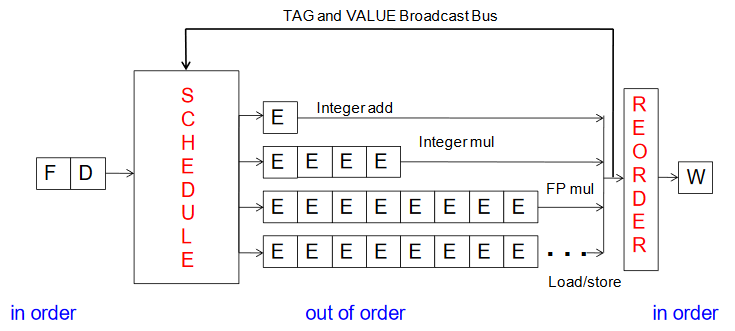 TAG and VALUE Broadcast Bus
SCHEDULE
REORDER
E
Integer add
E E E E
Integer mul
F D
W
E E E E E E E E
FP mul
E E E E E E E E . . .
Load/store
in order
out of order
in order